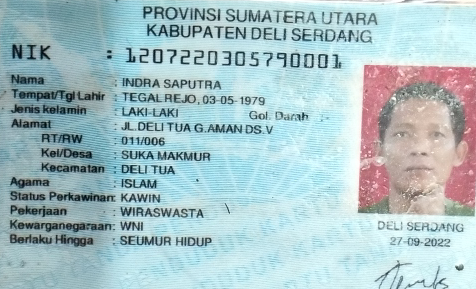 PROVINSI SUMATERA UTARA
KABUPATEN DELI SERDANG
NIK : 1207220305790001
Nama : INDRA SAPUTRA
Tempat/Tgl Lahir : TEGAL REJO, 03-05-1979
Jenis kelamin : LAKI-LAKI Gol. Darah : -
Alamat : JL.DELI TUA G.AMAN DS.V
RT/RW : 011/006
Kel/Desa : SUKA MAKMUR
Kecamatan : DELI TUA
Agama : ISLAM
Status Perkawinan: KAWIN
Pekerjaan : WIRASWASTA
Kewarganegaraan: WNI
Berlaku Hingga : SEUMUR HIDUP
DELI SERDANG
27-09-2022